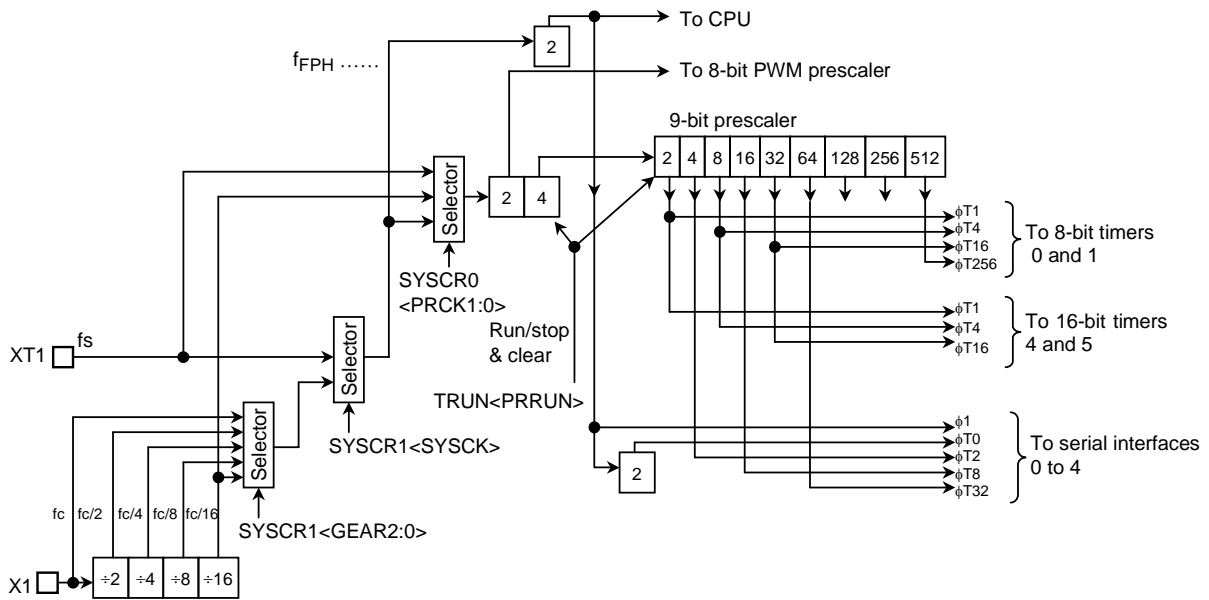 To CPU
2
fFPH ……
To 8-bit PWM prescaler
9-bit prescaler
2 4 8 16 32 64 128 256 512
Selector
2 4
ϕT1
ϕT4
ϕT16
ϕT256
To 8-bit timers
0 and 1
SYSCR0
<PRCK1:0>
ϕT1
ϕT4
ϕT16
To 16-bit timers
4 and 5
Run/stop
& clear
XT1
fs
Selector
TRUN<PRRUN>
SYSCR1<SYSCK>
Selector
ϕ1
ϕT0
ϕT2
ϕT8
ϕT32
To serial interfaces
0 to 4
2
fc fc/2 fc/4 fc/8 fc/16
SYSCR1<GEAR2:0>
X1
÷2 ÷4 ÷8 ÷16